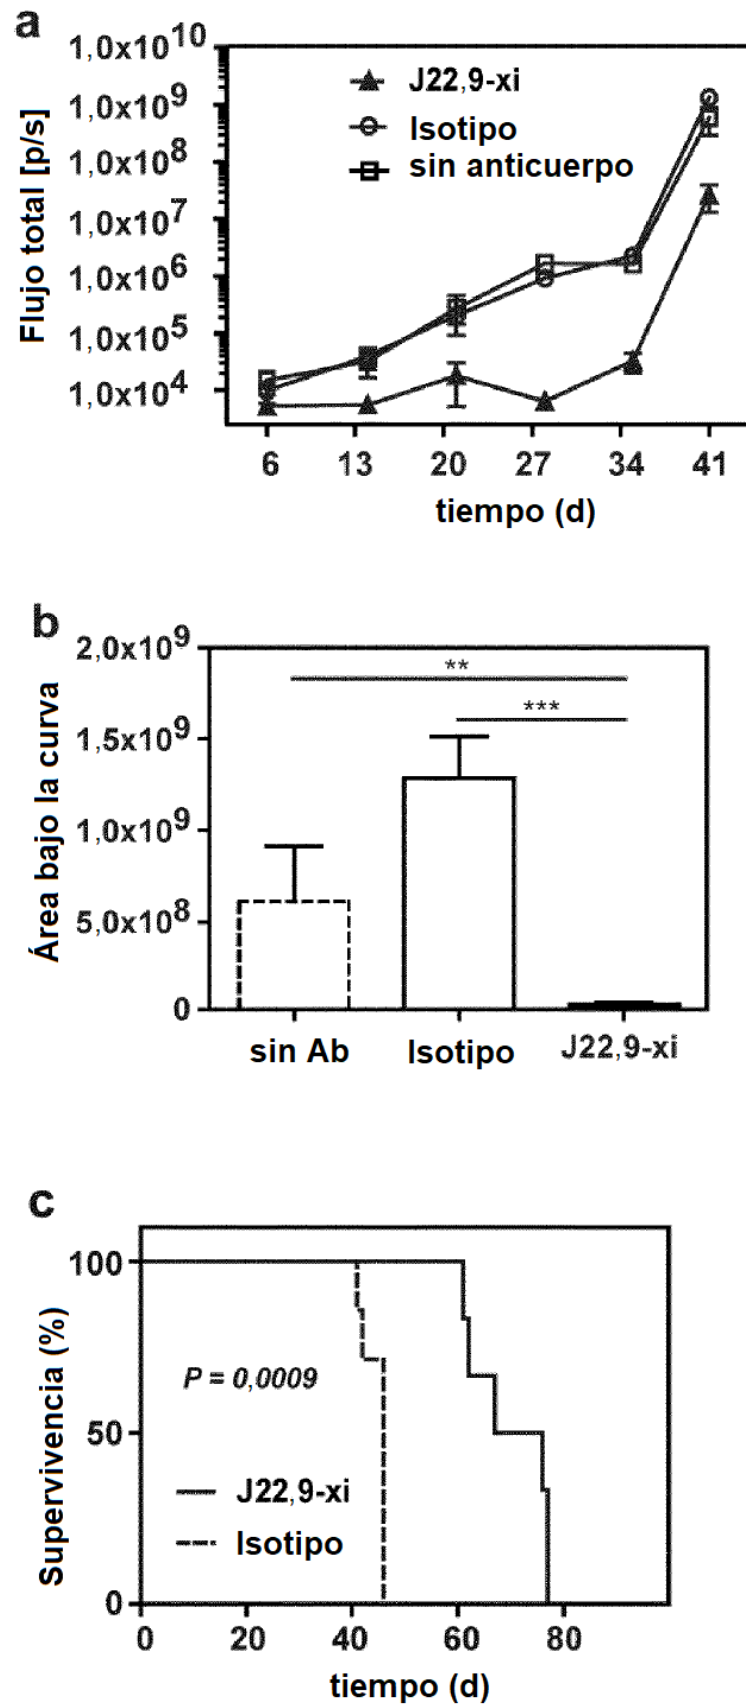 a
1,0x10¹⁰
1,0x10⁹
1,0x10⁸
1,0x10⁷
1,0x10⁶
1,0x10⁵
1,0x10⁴
Flujo total [p/s]
J22,9-xi
Isotipo
sin anticuerpo
6 13 20 27 34 41
tiempo (d)
b
2,0x10⁹
1,5x10⁹
1,0x10⁹
5,0x10⁸
0
Área bajo la curva
**
***
sin Ab Isotipo J22,9-xi
c
100
50
0
Supervivencia (%)
P = 0,0009
J22,9-xi
Isotipo
0 20 40 60 80
tiempo (d)